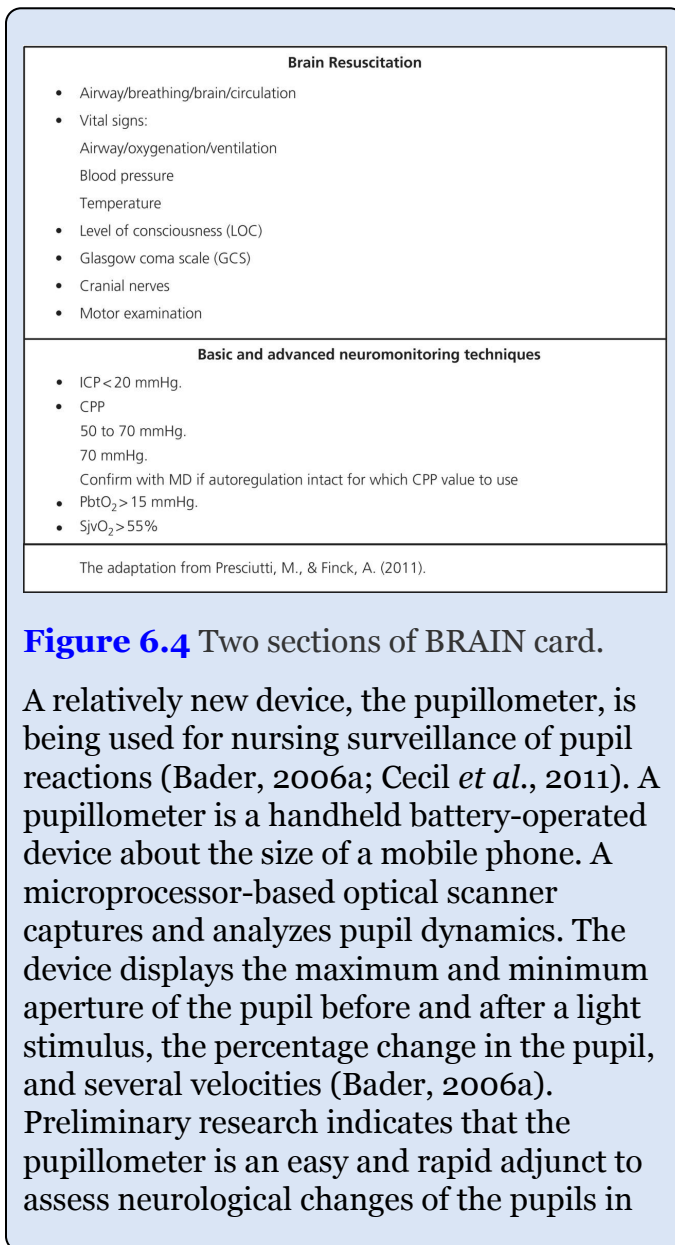 Brain Resuscitation
• Airway/breathing/brain/circulation
• Vital signs:
Airway/oxygenation/ventilation
Blood pressure
Temperature
• Level of consciousness (LOC)
• Glasgow coma scale (GCS)
• Cranial nerves
• Motor examination
Basic and advanced neuromonitoring techniques
• ICP < 20 mmHg.
• CPP
50 to 70 mmHg.
70 mmHg.
Confirm with MD if autoregulation intact for which CPP value to use
• PbtO₂ > 15 mmHg.
• SjvO₂ > 55%
The adaptation from Presciutti, M., & Finck, A. (2011).
Figure 6.4 Two sections of BRAIN card.
A relatively new device, the pupillometer, is
being used for nursing surveillance of pupil
reactions (Bader, 2006a; Cecil et al., 2011). A
pupillometer is a handheld battery-operated
device about the size of a mobile phone. A
microprocessor-based optical scanner
captures and analyzes pupil dynamics. The
device displays the maximum and minimum
aperture of the pupil before and after a light
stimulus, the percentage change in the pupil,
and several velocities (Bader, 2006a).
Preliminary research indicates that the
pupillometer is an easy and rapid adjunct to
assess neurological changes of the pupils in